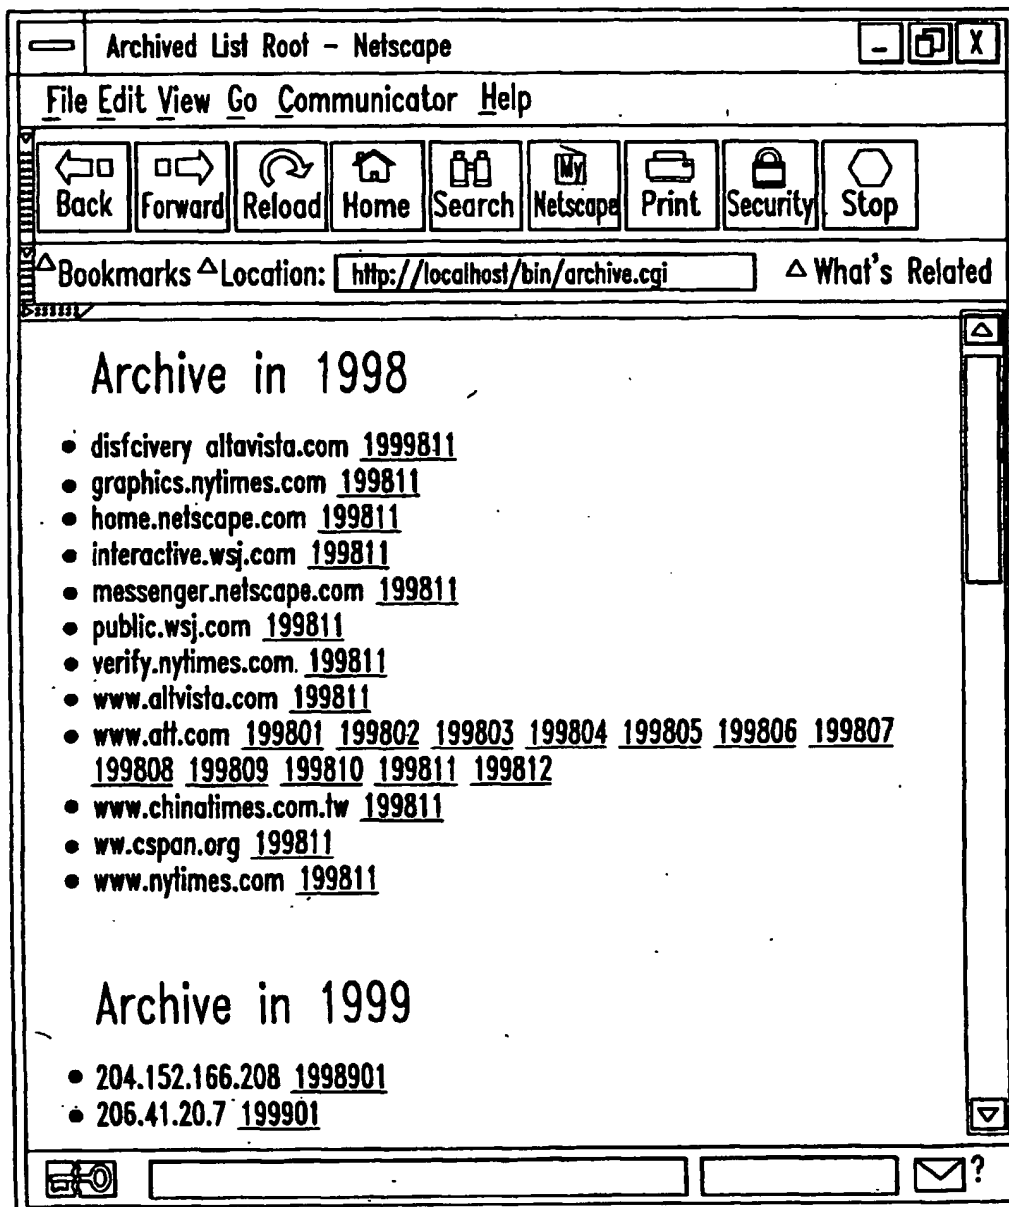 Archived List Root - Netscape
- X
File Edit View Go Communicator Help
Back Forward Reload Home Search My Netscape Print Security Stop
Bookmarks Location: http://localhost/bin/archive.cgi What's Related
Archive in 1998
• disfcivery altavista.com 1999811
• graphics.nytimes.com 199811
• home.netscape.com 199811
• interactive.wsj.com 199811
• messenger.netscape.com 199811
• public.wsj.com 199811
• verify.nytimes.com. 199811
• www.altvista.com 199811
• www.att.com 199801 199802 199803 199804 199805 199806 199807
199808 199809 199810 199811 199812
• www.chinatimes.com.tw 199811
• ww.cspan.org 199811
• www.nytimes.com 199811
Archive in 1999
• 204.152.166.208 1998901
• 206.41.20.7 199901
?